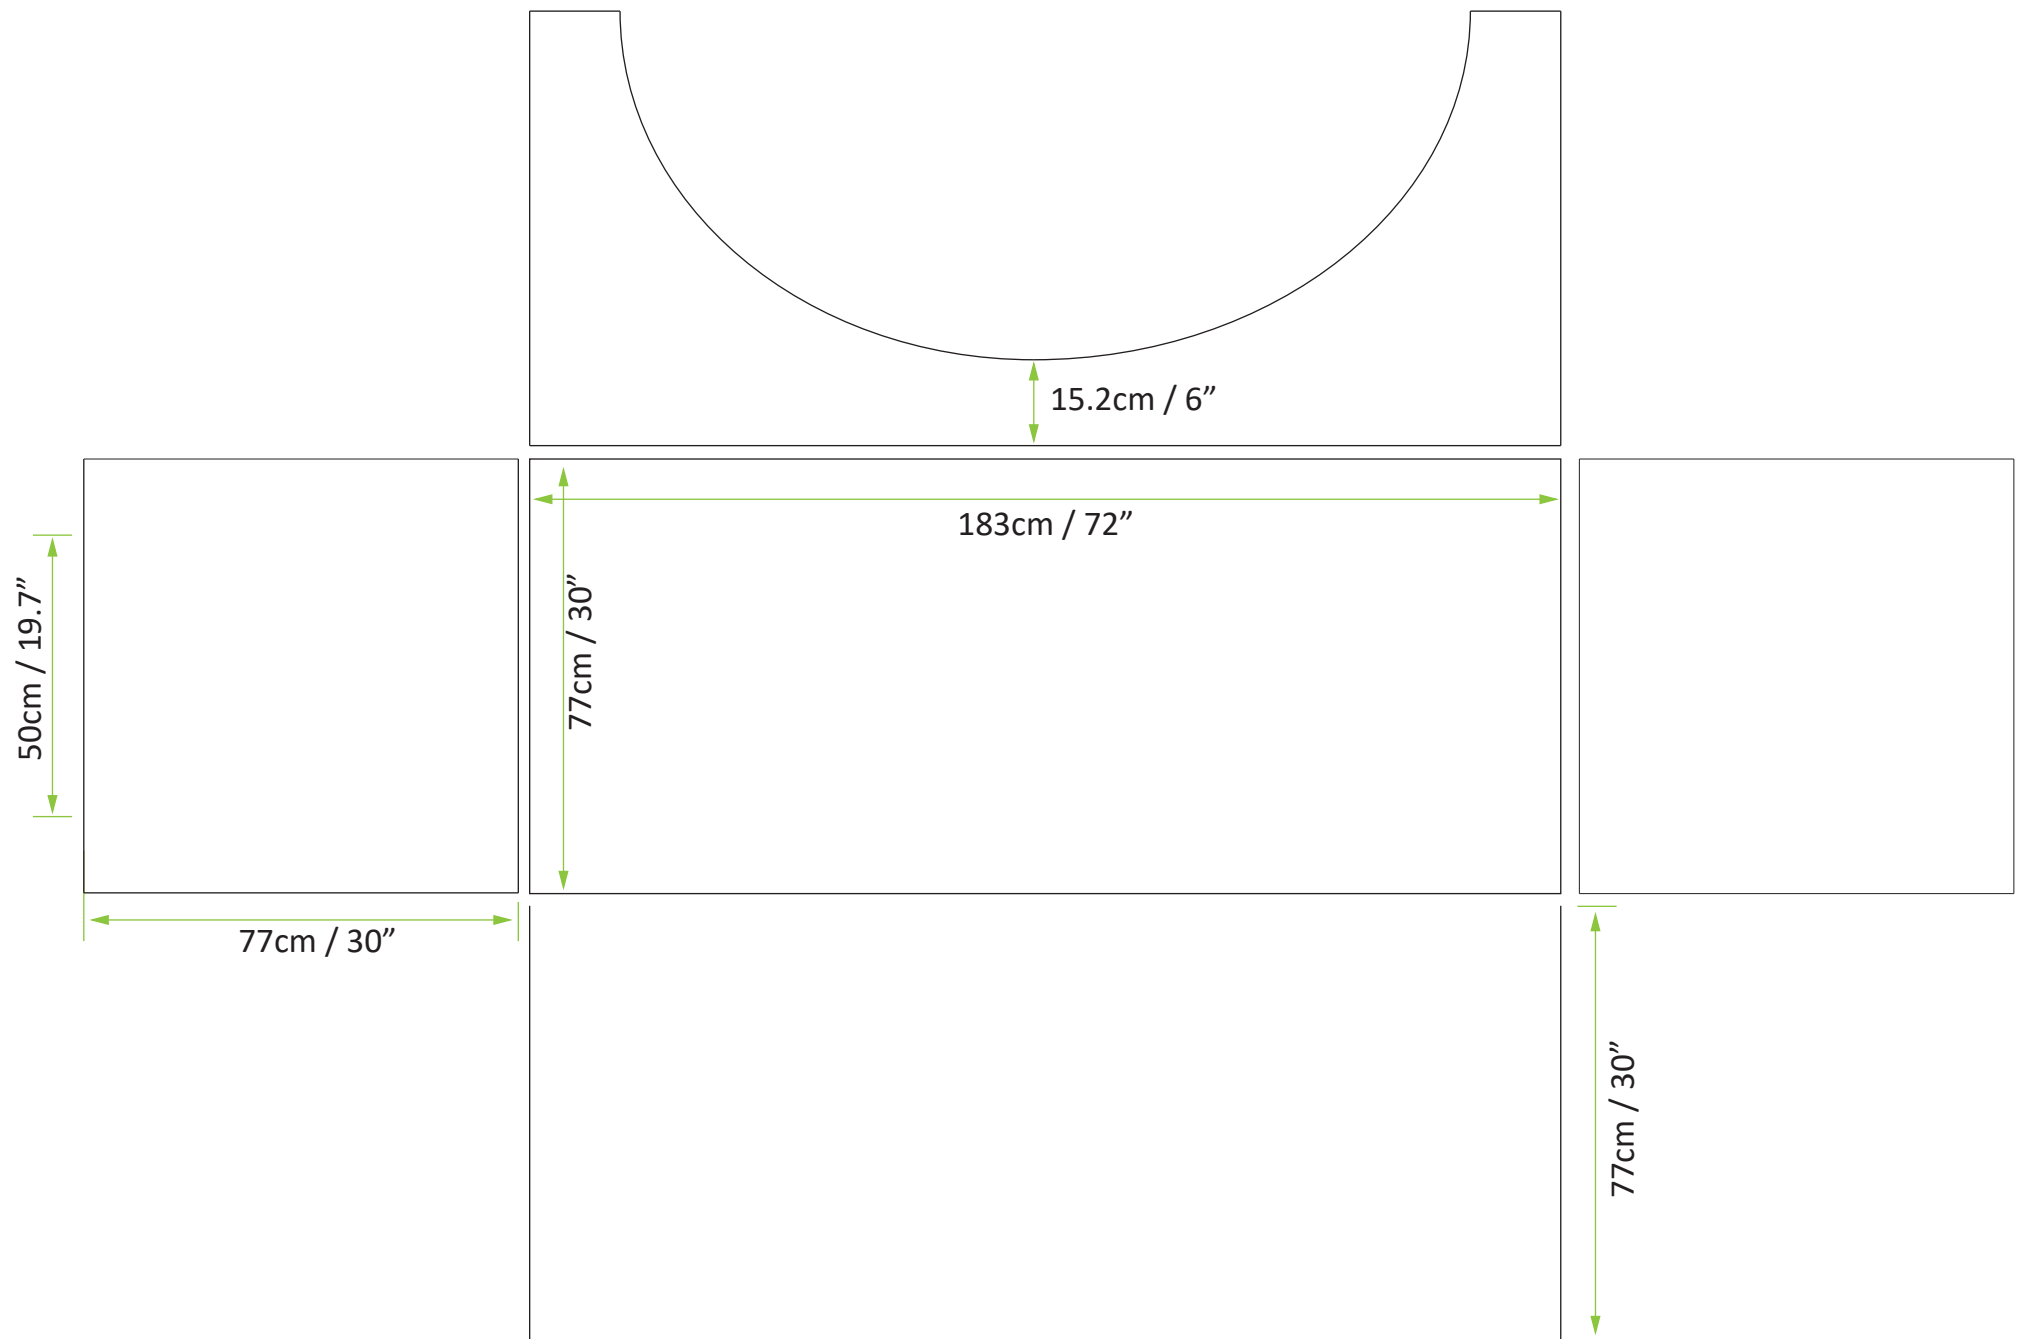 15.2cm / 6”
183cm / 72”
50cm / 19.7”
77cm / 30”
77cm / 30”
77cm / 30”